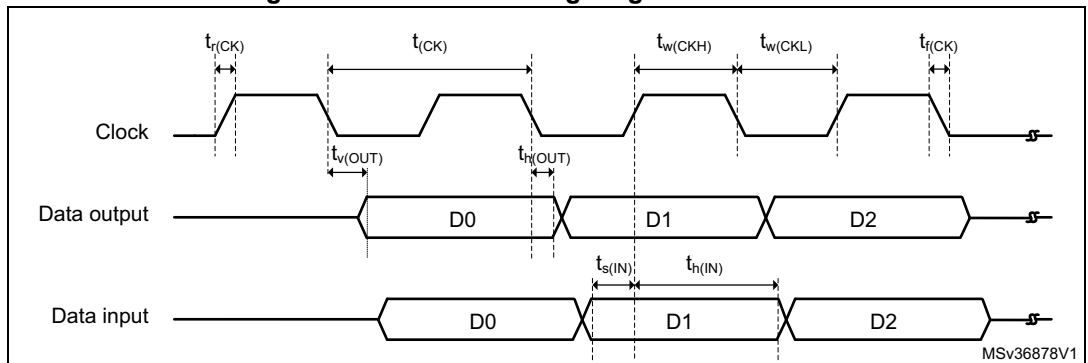 t_r(CK) t_(CK) t_w(CKH) t_w(CKL) t_f(CK)
Clock
t_v(OUT) t_h(OUT)
Data output D0 D1 D2
t_s(IN) t_h(IN)
Data input D0 D1 D2
MSv36878V1